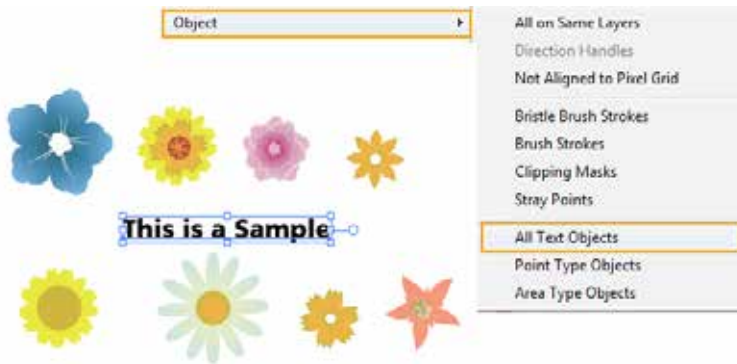 Object
All on Same Layers
Direction Handles
Not Aligned to Pixel Grid
Bristle Brush Strokes
Brush Strokes
Clipping Masks
Stray Points
All Text Objects
Point Type Objects
Area Type Objects
This is a Sample